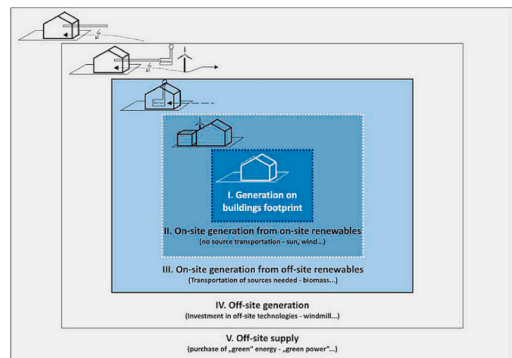 I. Generation on
buildings footprint
II. On-site generation from on-site renewables
(no source transportation - sun, wind...)
III. On-site generation from off-site renewables
(Transportation of sources needed - biomass...)
IV. Off-site generation
(Investment in off-site technologies - windmill...)
V. Off-site supply
(purchase of „green“ energy - „green power“...)